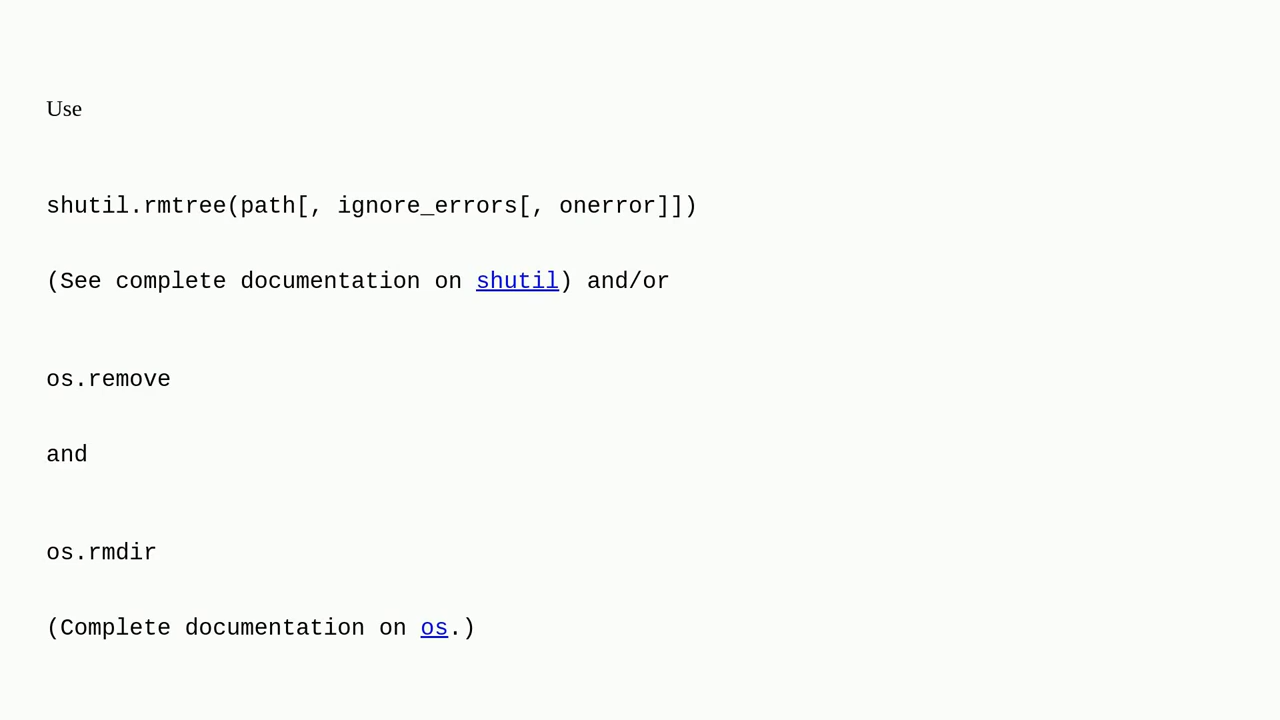 Use
shutil.rmtree(path[, ignore_errors[, onerror]])
(See complete documentation on shutil) and/or
os.remove
and
os.rmdir
(Complete documentation on os.)